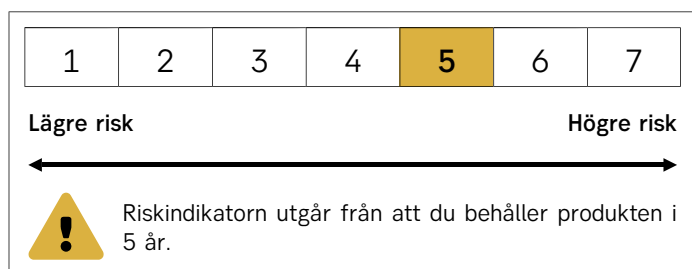 1 2 3 4 5 6 7
Lägre risk Högre risk
Riskindikatorn utgår från att du behåller produkten i
5 år.